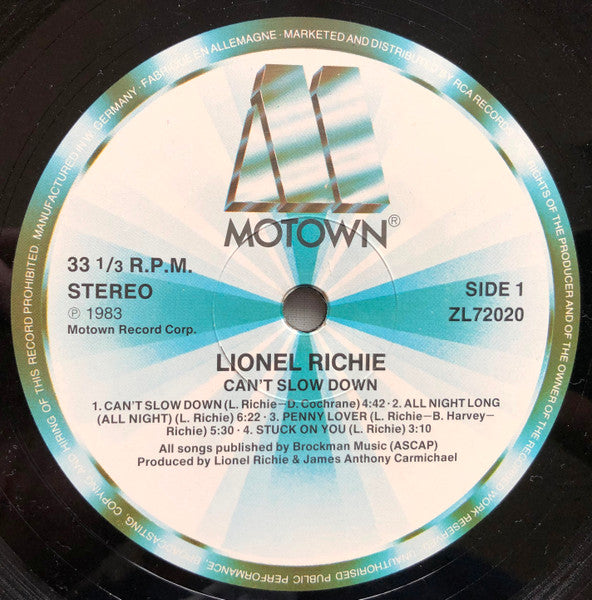 MANUFACTURED IN W. GERMANY · FABRIQUÉ EN ALLEMAGNE · MARKETED AND DISTRIBUTED BY RCA RECORDS
RIGHTS OF THE PRODUCER AND OF THE OWNER OF THE RECORDED WORK RESERVED. UNAUTHORISED PUBLIC PERFORMANCE, BROADCASTING, COPYING AND HIRING OF THIS RECORD PROHIBITED.
MOTOWN®
33 1/3 R.P.M.
STEREO
℗ 1983
Motown Record Corp.
SIDE 1
ZL72020
LIONEL RICHIE
CAN'T SLOW DOWN
1. CAN'T SLOW DOWN (L. Richie–D. Cochrane) 4:42 · 2. ALL NIGHT LONG
(ALL NIGHT) (L. Richie) 6:22 · 3. PENNY LOVER (L. Richie–B. Harvey–
Richie) 5:30 · 4. STUCK ON YOU (L. Richie) 3:10
All songs published by Brockman Music (ASCAP)
Produced by Lionel Richie & James Anthony Carmichael